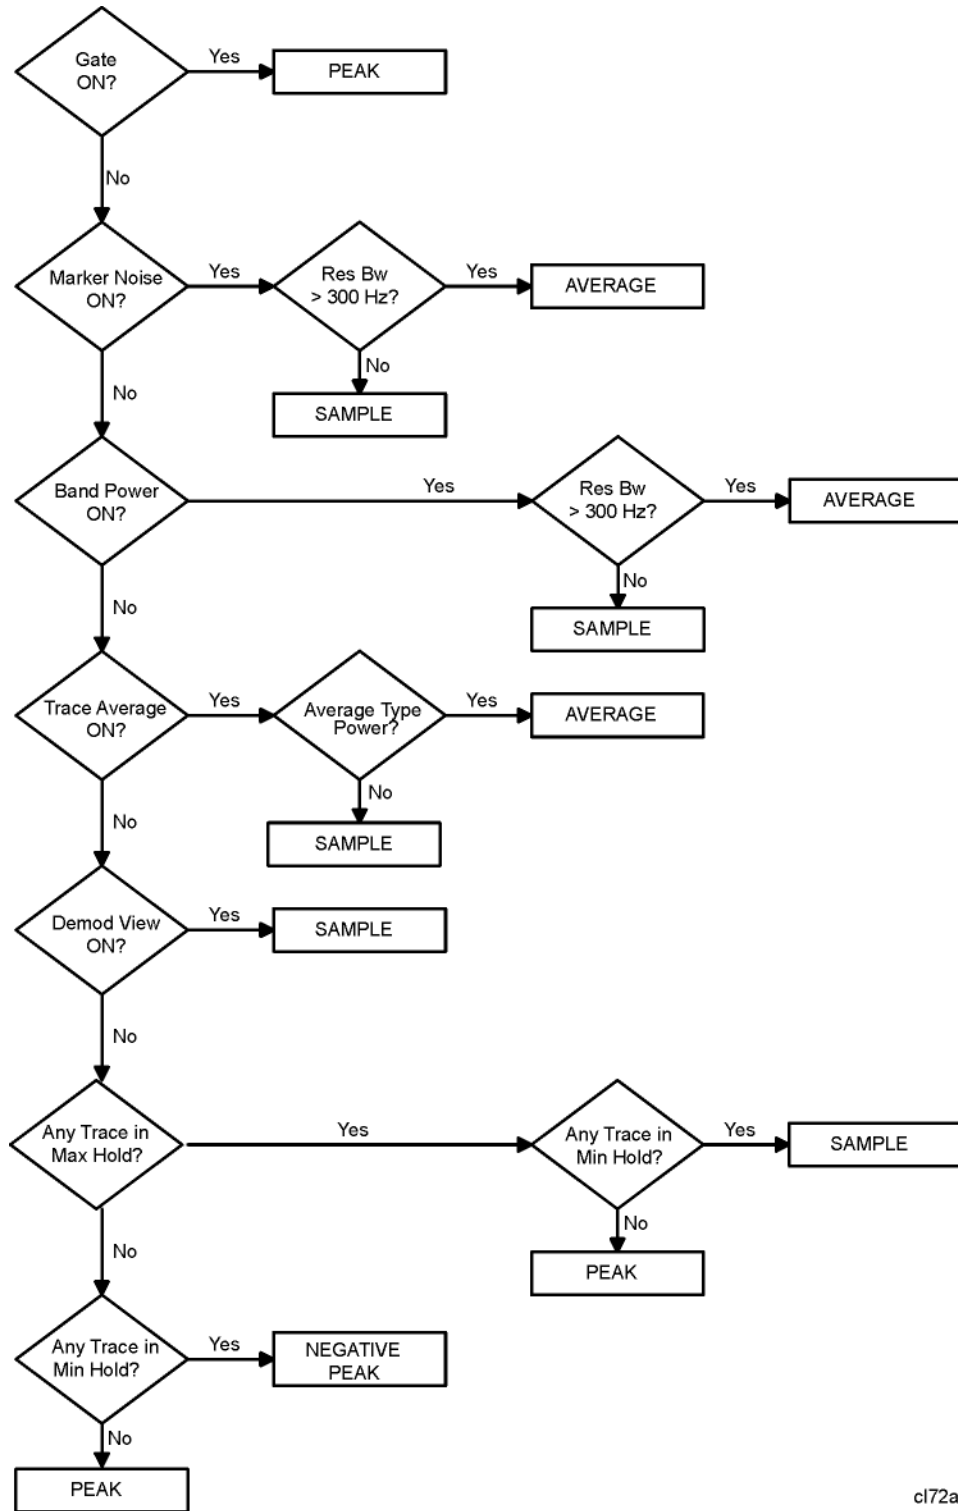 Gate
ON?
Yes
PEAK
No
Marker Noise
ON?
Yes
Res Bw
> 300 Hz?
Yes
AVERAGE
No
SAMPLE
No
Band Power
ON?
Yes
Res Bw
> 300 Hz?
Yes
AVERAGE
No
SAMPLE
No
Trace Average
ON?
Yes
Average Type
Power?
Yes
AVERAGE
No
SAMPLE
No
Demod View
ON?
Yes
SAMPLE
No
Any Trace in
Max Hold?
Yes
Any Trace in
Min Hold?
Yes
SAMPLE
No
PEAK
No
Any Trace in
Min Hold?
Yes
NEGATIVE
PEAK
No
PEAK
cl72a